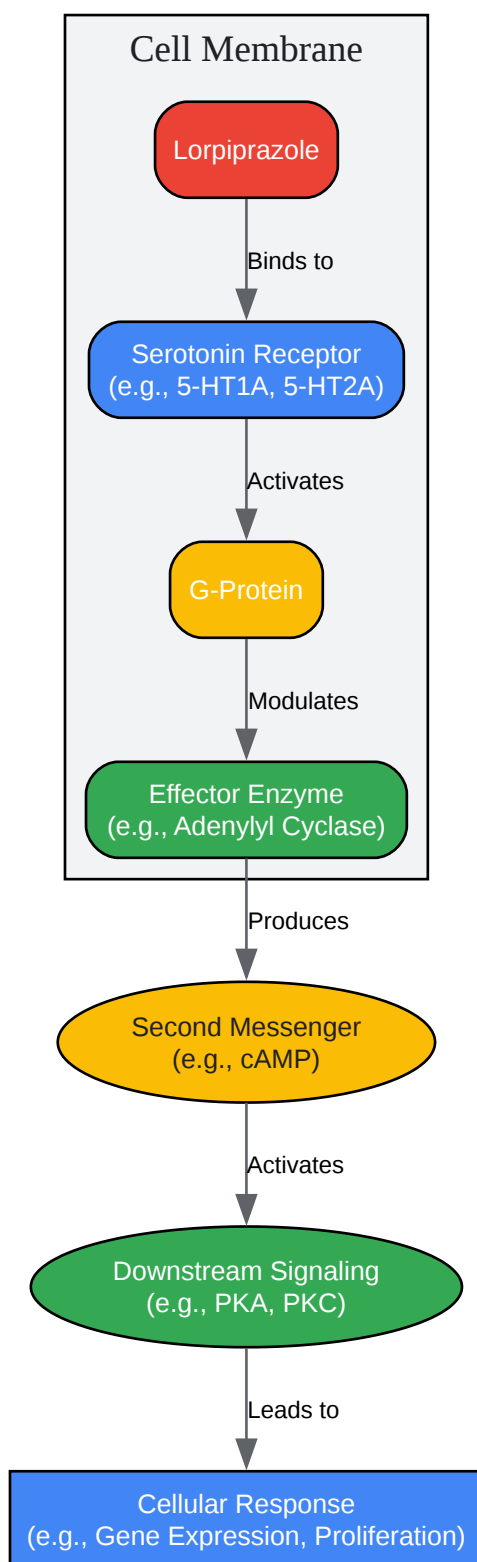 Cell Membrane
Lorpiprazole
Binds to
Serotonin Receptor
(e.g., 5-HT1A, 5-HT2A)
Activates
G-Protein
Modulates
Effector Enzyme
(e.g., Adenylyl Cyclase)
Produces
Second Messenger
(e.g., cAMP)
Activates
Downstream Signaling
(e.g., PKA, PKC)
Leads to
Cellular Response
(e.g., Gene Expression, Proliferation)